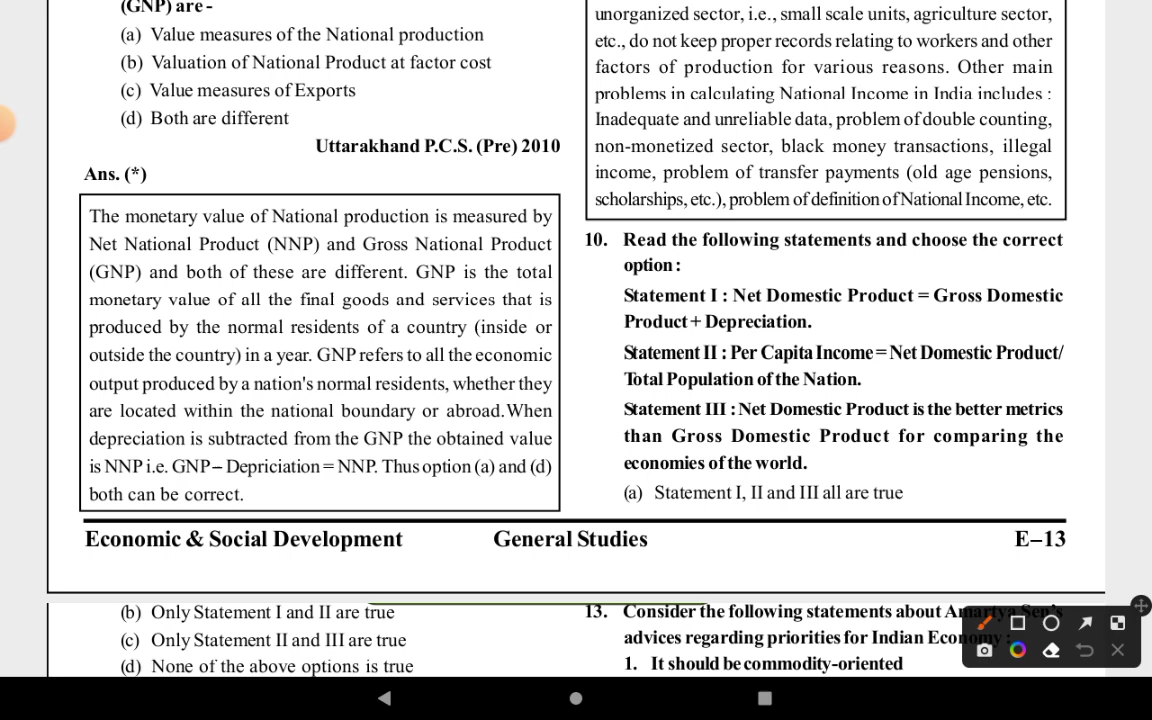 (GNP) are -
(a) Value measures of the National production
(b) Valuation of National Product at factor cost
(c) Value measures of Exports
(d) Both are different
Uttarakhand P.C.S. (Pre) 2010
Ans. (*)
The monetary value of National production is measured by
Net National Product (NNP) and Gross National Product
(GNP) and both of these are different. GNP is the total
monetary value of all the final goods and services that is
produced by the normal residents of a country (inside or
outside the country) in a year. GNP refers to all the economic
output produced by a nation's normal residents, whether they
are located within the national boundary or abroad.When
depreciation is subtracted from the GNP the obtained value
is NNP i.e. GNP – Depriciation = NNP. Thus option (a) and (d)
both can be correct.
unorganized sector, i.e., small scale units, agriculture sector,
etc., do not keep proper records relating to workers and other
factors of production for various reasons. Other main
problems in calculating National Income in India includes :
Inadequate and unreliable data, problem of double counting,
non-monetized sector, black money transactions, illegal
income, problem of transfer payments (old age pensions,
scholarships, etc.), problem of definition of National Income, etc.
10. Read the following statements and choose the correct
option :
Statement I : Net Domestic Product = Gross Domestic
Product + Depreciation.
Statement II : Per Capita Income = Net Domestic Product/
Total Population of the Nation.
Statement III : Net Domestic Product is the better metrics
than Gross Domestic Product for comparing the
economies of the world.
(a) Statement I, II and III all are true
Economic & Social Development General Studies E–13
(b) Only Statement I and II are true
(c) Only Statement II and III are true
(d) None of the above options is true
13. Consider the following statements about Amartya Sen's
advices regarding priorities for Indian Economy :
1. It should be commodity-oriented